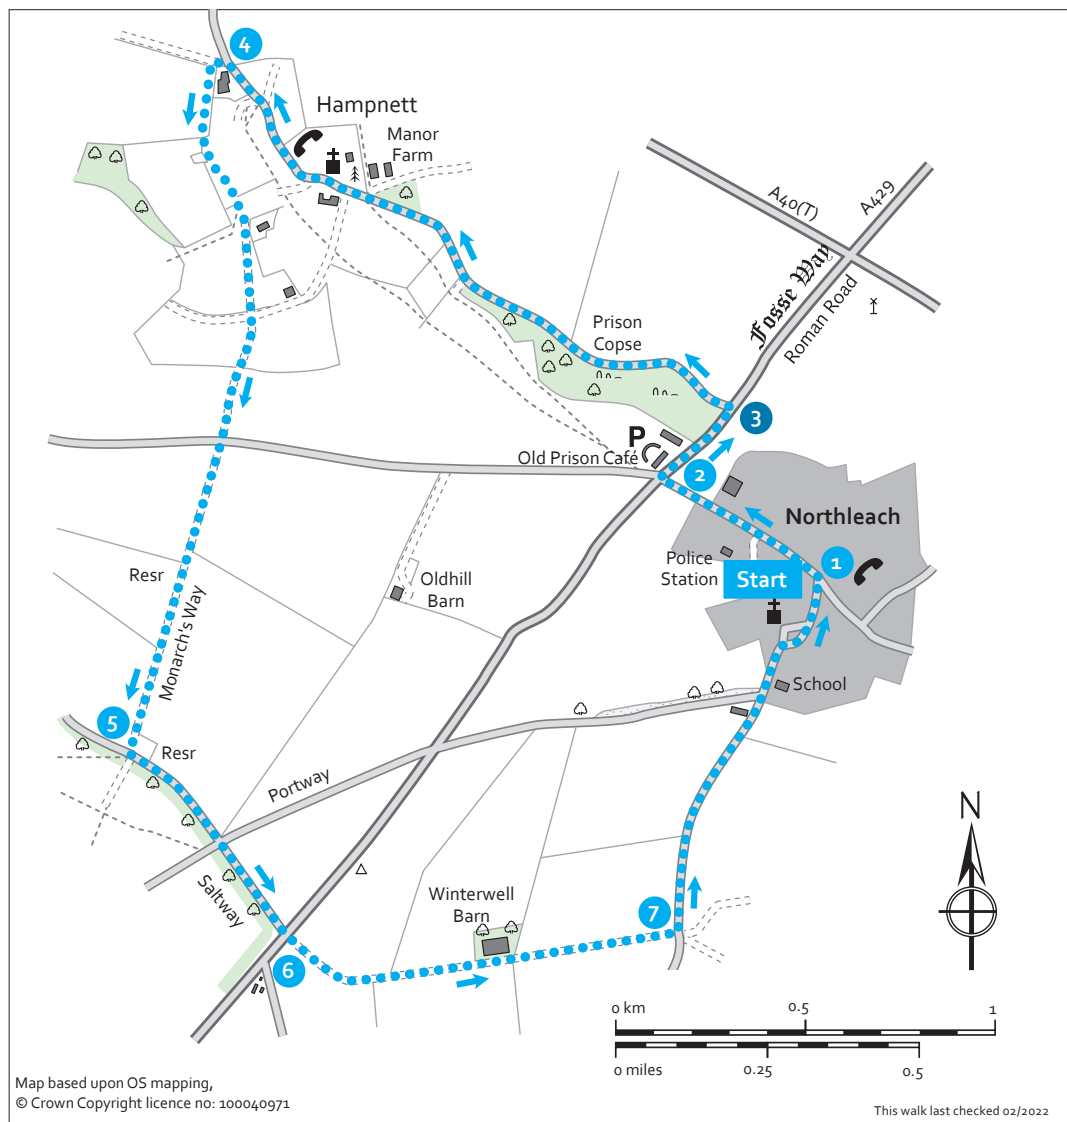 4
Hampnett
Manor
Farm
A40(T)
A429
Fosse Way
Roman Road
Prison
Copse
3
P
Old Prison Café
2
Northleach
Police
Station
Start
1
Resr
Oldhill
Barn
Monarch's Way
School
5
Resr
Portway
Saltway
Winterwell
Barn
7
6
N
0 km
0.5
1
0 miles
0.25
0.5
Map based upon OS mapping,
© Crown Copyright licence no: 100040971
This walk last checked 02/2022